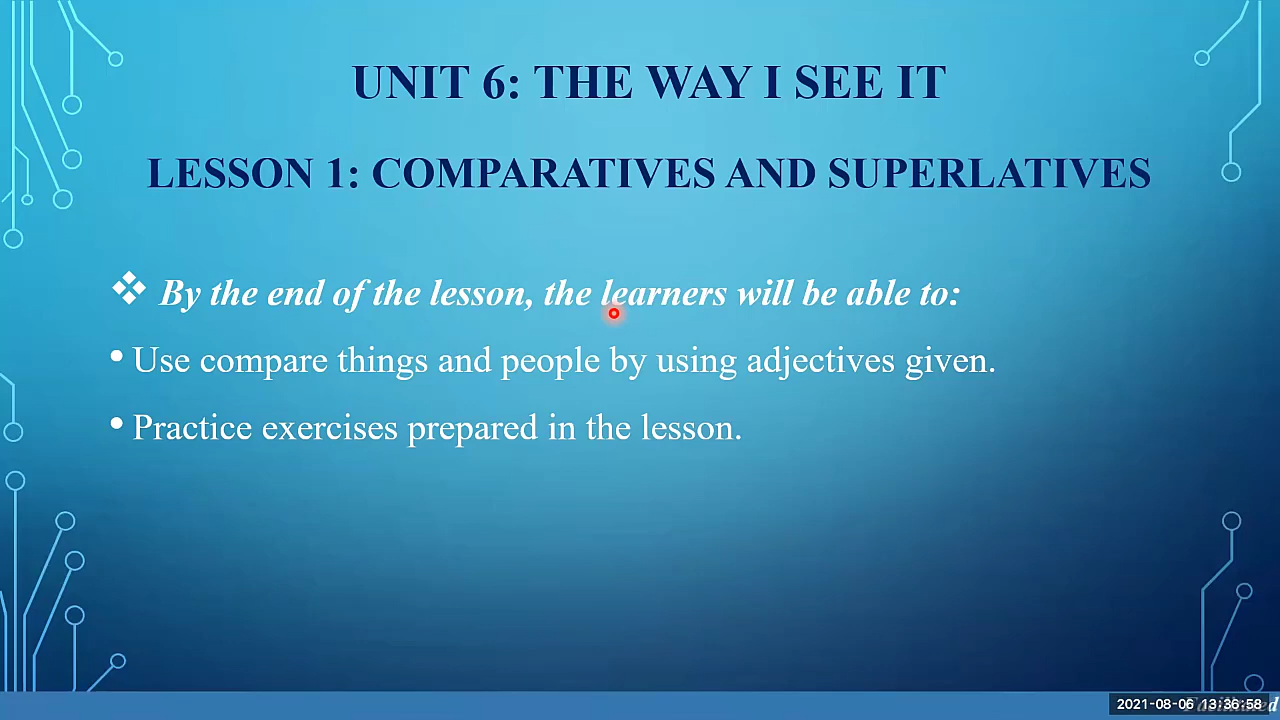 UNIT 6: THE WAY I SEE IT
LESSON 1: COMPARATIVES AND SUPERLATIVES
❖ By the end of the lesson, the learners will be able to:
• Use compare things and people by using adjectives given.
• Practice exercises prepared in the lesson.
2021-08-06 13:36:58